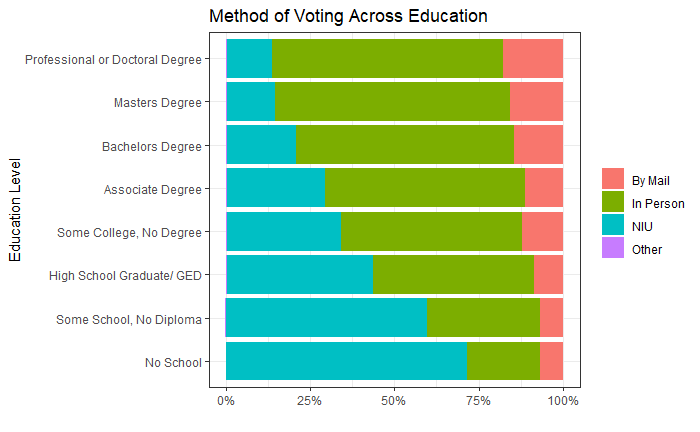 Method of Voting Across Education
Education Level
Professional or Doctoral Degree
Masters Degree
Bachelors Degree
Associate Degree
Some College, No Degree
High School Graduate/ GED
Some School, No Diploma
No School
0%
25%
50%
75%
100%
By Mail
In Person
NIU
Other